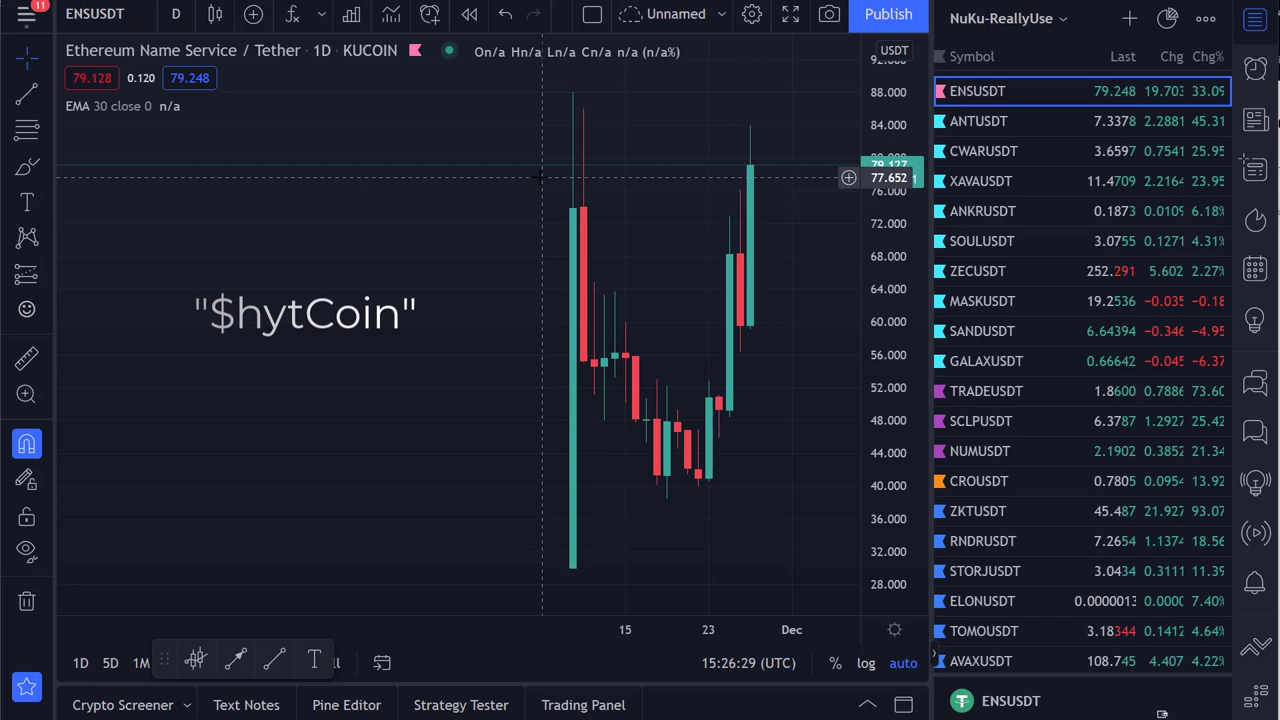 11
ENSUSDT
D
Unnamed
Publish
NuKu-ReallyUse
Ethereum Name Service / Tether · 1D · KUCOIN
On/a Hn/a Ln/a Cn/a n/a (n/a%)
79.128
0.120
79.248
EMA 30 close 0 n/a
"$hytCoin"
USDT
92.000
88.000
84.000
80.000
79.127
77.652
1
76.000
72.000
68.000
64.000
60.000
56.000
52.000
48.000
44.000
40.000
36.000
32.000
28.000
15
23
Dec
Symbol Last Chg Chg%
ENSUSDT 79.248 19.703 33.09
ANTUSDT 7.3378 2.2881 45.31
CWARUSDT 3.6597 0.7541 25.95
XAVAUSDT 11.4709 2.2164 23.95
ANKRUSDT 0.1873 0.0109 6.18%
SOULUSDT 3.0755 0.1271 4.31%
ZECUSDT 252.291 5.602 2.27%
MASKUSDT 19.2536 −0.035 −0.18
SANDUSDT 6.64394 −0.346 −4.95
GALAXUSDT 0.66642 −0.045 −6.37
TRADEUSDT 1.8600 0.7886 73.60
SCLPUSDT 6.3787 1.2927 25.42
NUMUSDT 2.1902 0.3852 21.34
CROUSDT 0.7805 0.0954 13.92
ZKTUSDT 45.487 21.927 93.07
RNDRUSDT 7.2654 1.1374 18.56
STORJUSDT 3.0434 0.3111 11.39
ELONUSDT 0.0000013 0.0000 7.40%
TOMOUSDT 3.18344 0.1412 4.64%
AVAXUSDT 108.745 4.407 4.22%
1D 5D 1M
ll
15:26:29 (UTC)
% log auto
Crypto Screener
Text Notes
Pine Editor
Strategy Tester
Trading Panel
ENSUSDT